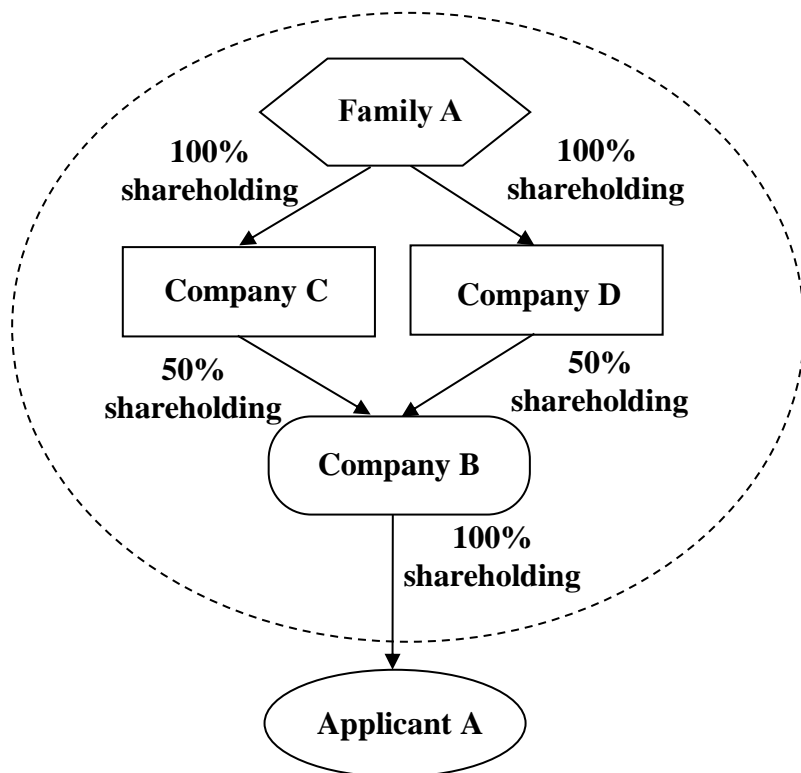 Family A
100%
shareholding
100%
shareholding
Company C
Company D
50%
shareholding
50%
shareholding
Company B
100%
shareholding
Applicant A